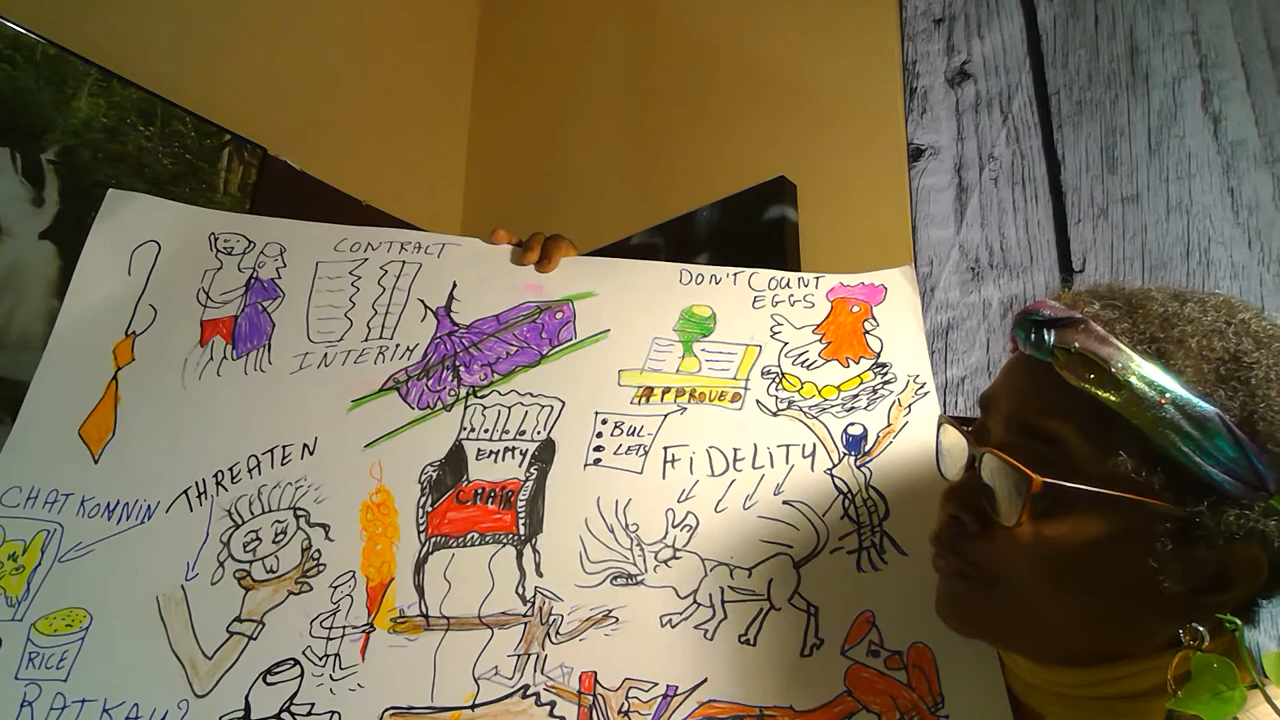 CONTRACT
INTERIM
DON'T COUNT
EGGS
APPROVED
BUL-
LETS
FIDELITY
EMPTY
CHAIR
THREATEN
CHATKONNIN
RICE
RATKAU?